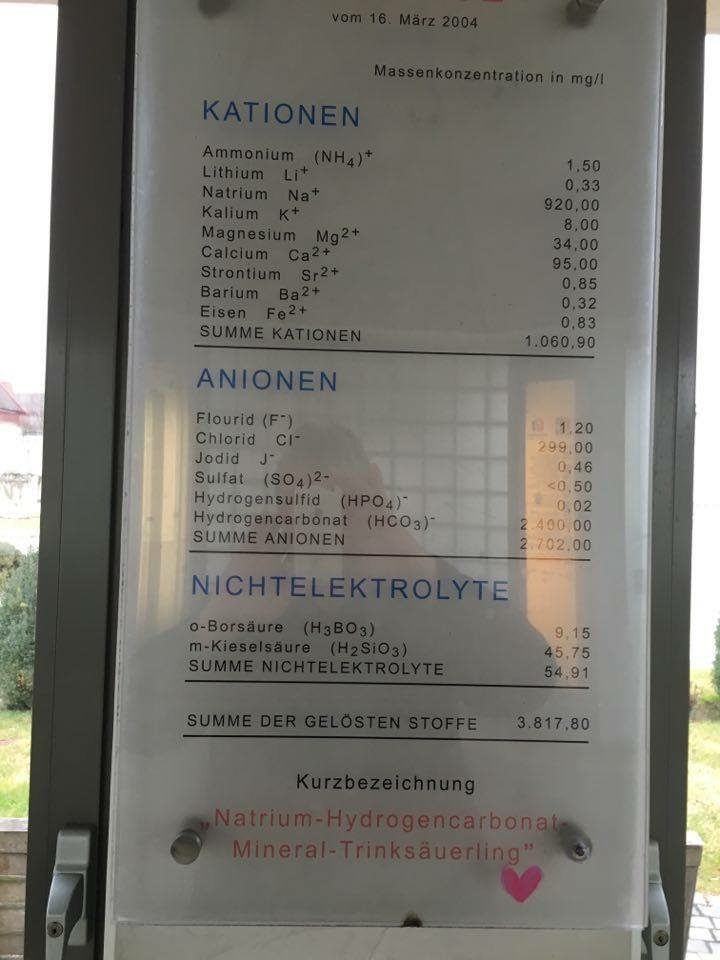 vom 16. März 2004
Massenkonzentration in mg/l
KATIONEN
Ammonium (NH4)+ 1,50
Lithium Li+ 0,33
Natrium Na+ 920,00
Kalium K+ 8,00
Magnesium Mg2+ 34,00
Calcium Ca2+ 95,00
Strontium Sr2+ 0,85
Barium Ba2+ 0,32
Eisen Fe2+ 0,83
SUMME KATIONEN 1.060,90
ANIONEN
Flourid (F-) 1,20
Chlorid Cl- 299,00
Jodid J- 0,46
Sulfat (SO4)2- <0,50
Hydrogensulfid (HPO4)- 0,02
Hydrogencarbonat (HCO3)- 2.400,00
SUMME ANIONEN 2.702,00
NICHTELEKTROLYTE
o-Borsäure (H3BO3) 9,15
m-Kieselsäure (H2SiO3) 45,75
SUMME NICHTELEKTROLYTE 54,91
SUMME DER GELÖSTEN STOFFE 3.817,80
Kurzbezeichnung
„Natrium-Hydrogencarbonat-
Mineral-Trinksäuerling”